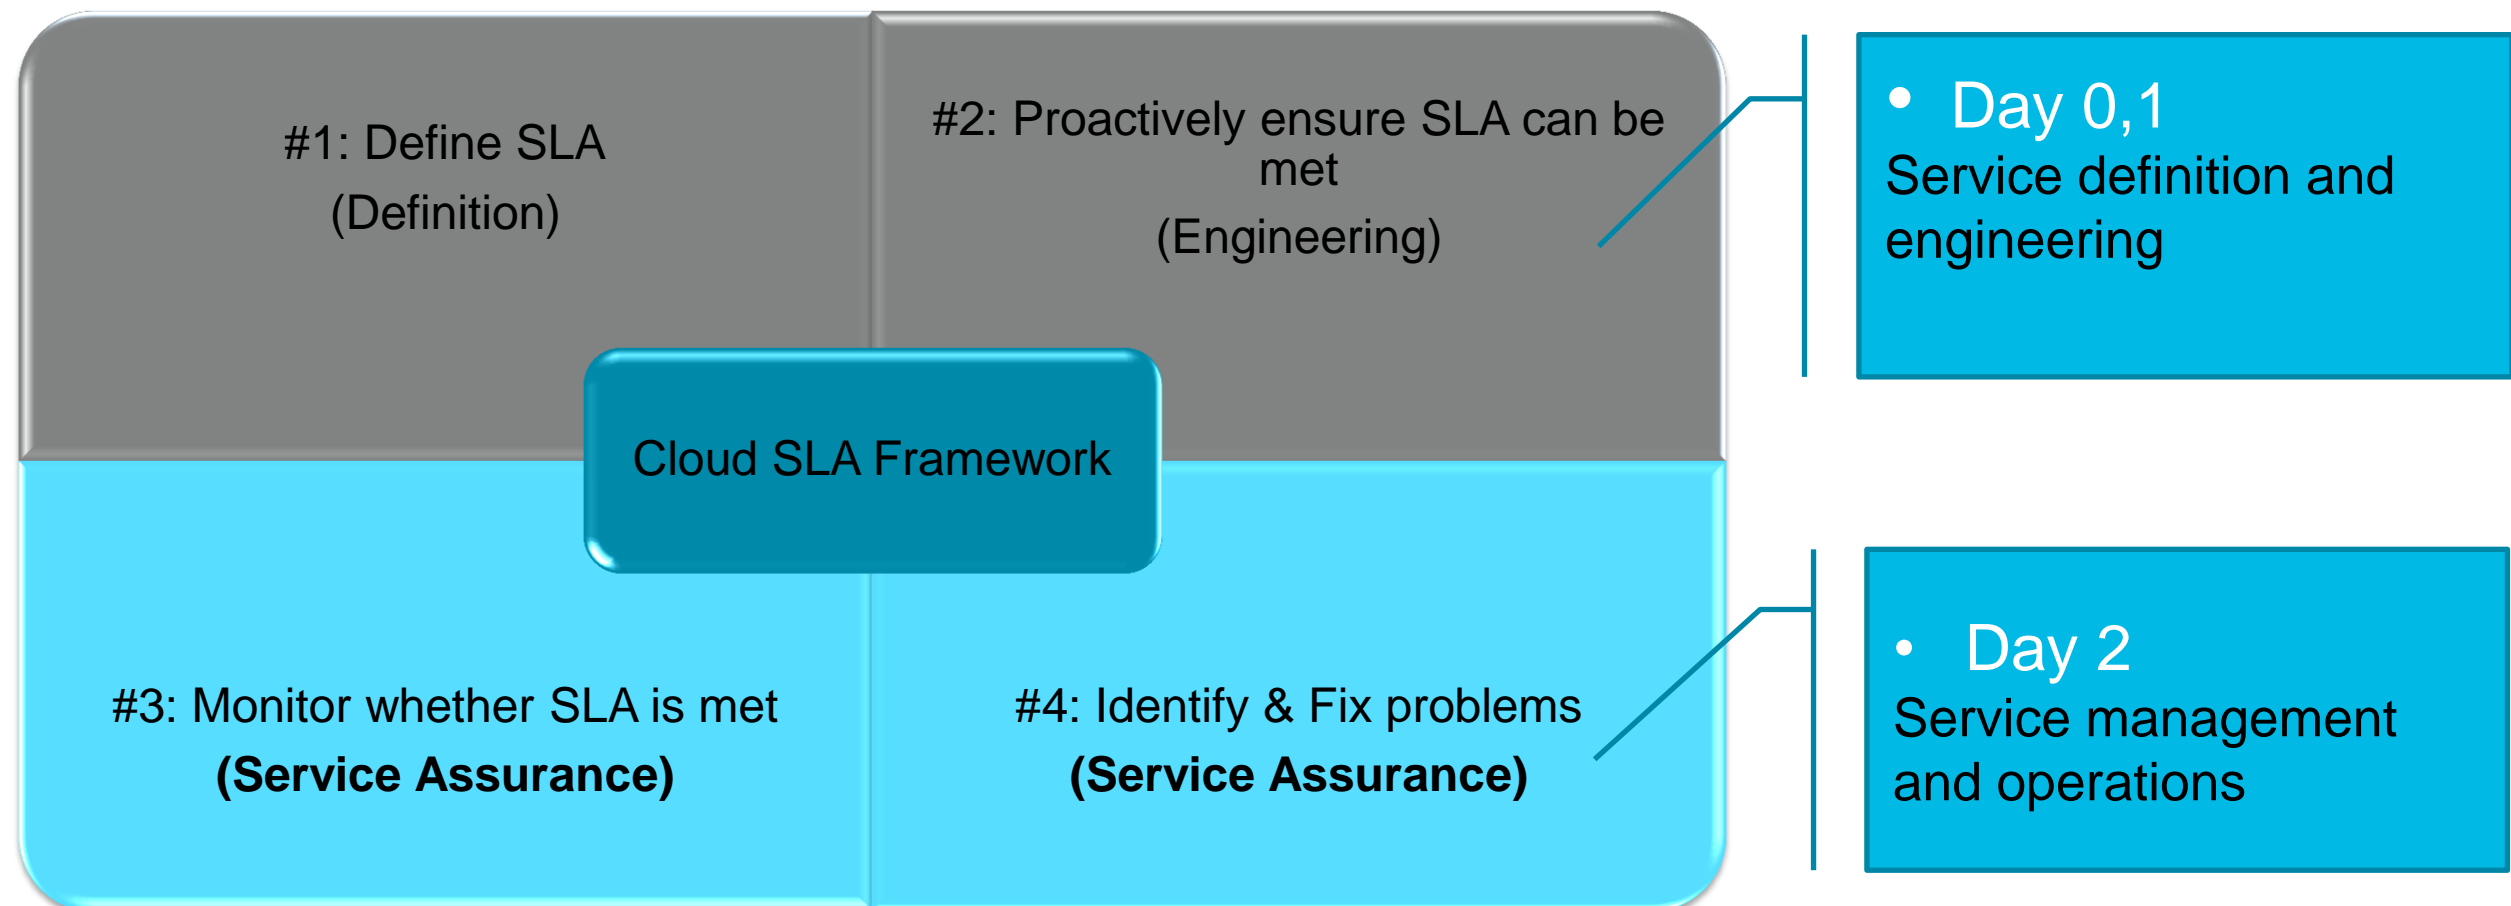 #1: Define SLA
(Definition)
#2: Proactively ensure SLA can be
met
(Engineering)
Cloud SLA Framework
#3: Monitor whether SLA is met
(Service Assurance)
#4: Identify & Fix problems
(Service Assurance)
• Day 0,1
Service definition and
engineering
• Day 2
Service management
and operations